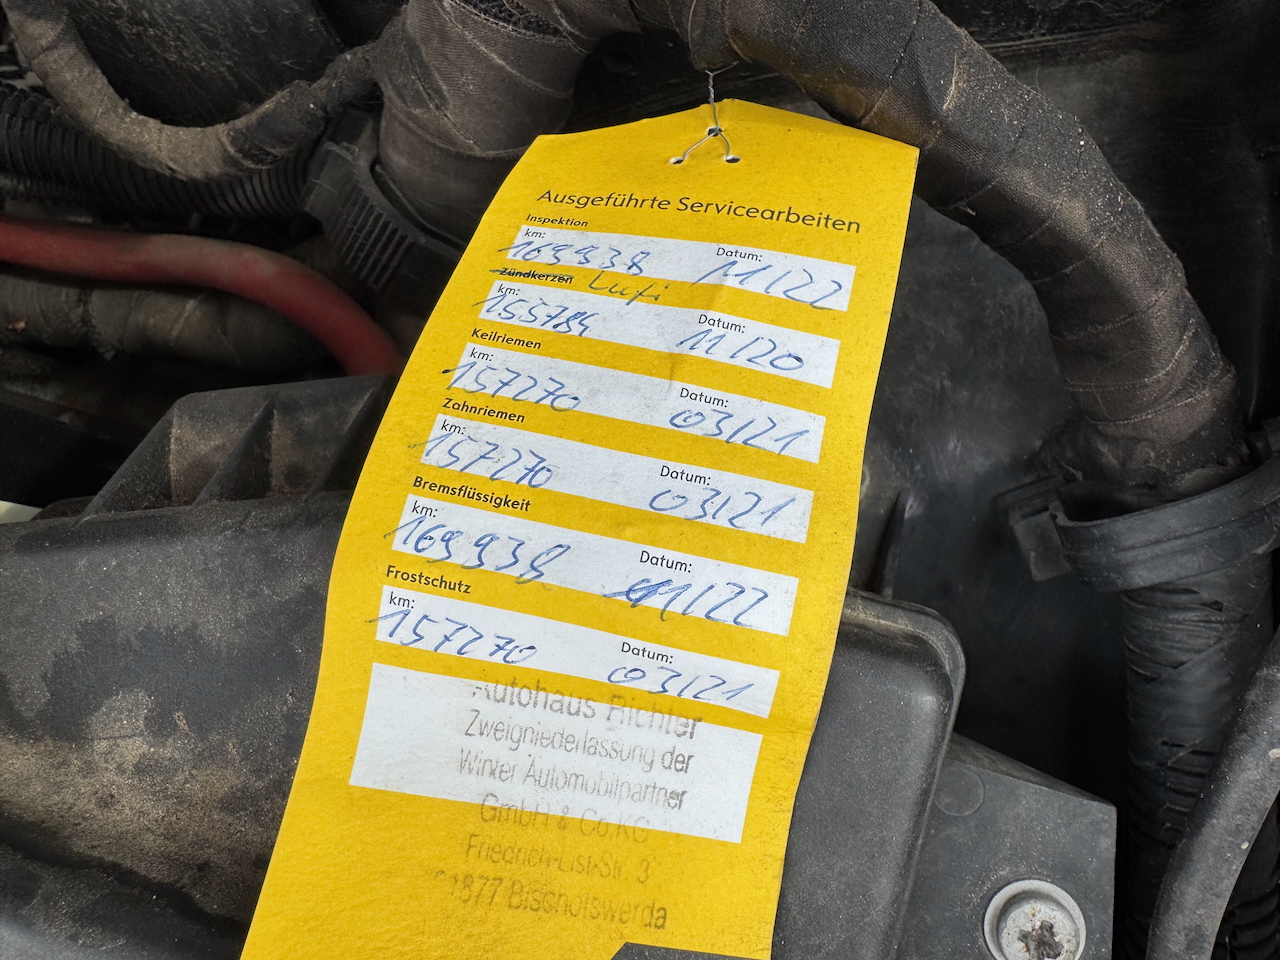 Ausgeführte Servicearbeiten
Inspektion
km: 169938 Datum: 11/22
Zündkerzen Lufi
km: 155784 Datum: 11/20
Keilriemen
km: 157270 Datum: 03/21
Zahnriemen
km: 157270 Datum: 03/21
Bremsflüssigkeit
km: 169938 Datum: 11/22
Frostschutz
km: 157270 Datum: 03/21
Autohaus Richter
Zweigniederlassung der
Winter Automobilpartner
GmbH & Co.KG
Friedrich-List-Str. 3
01877 Bischofswerda